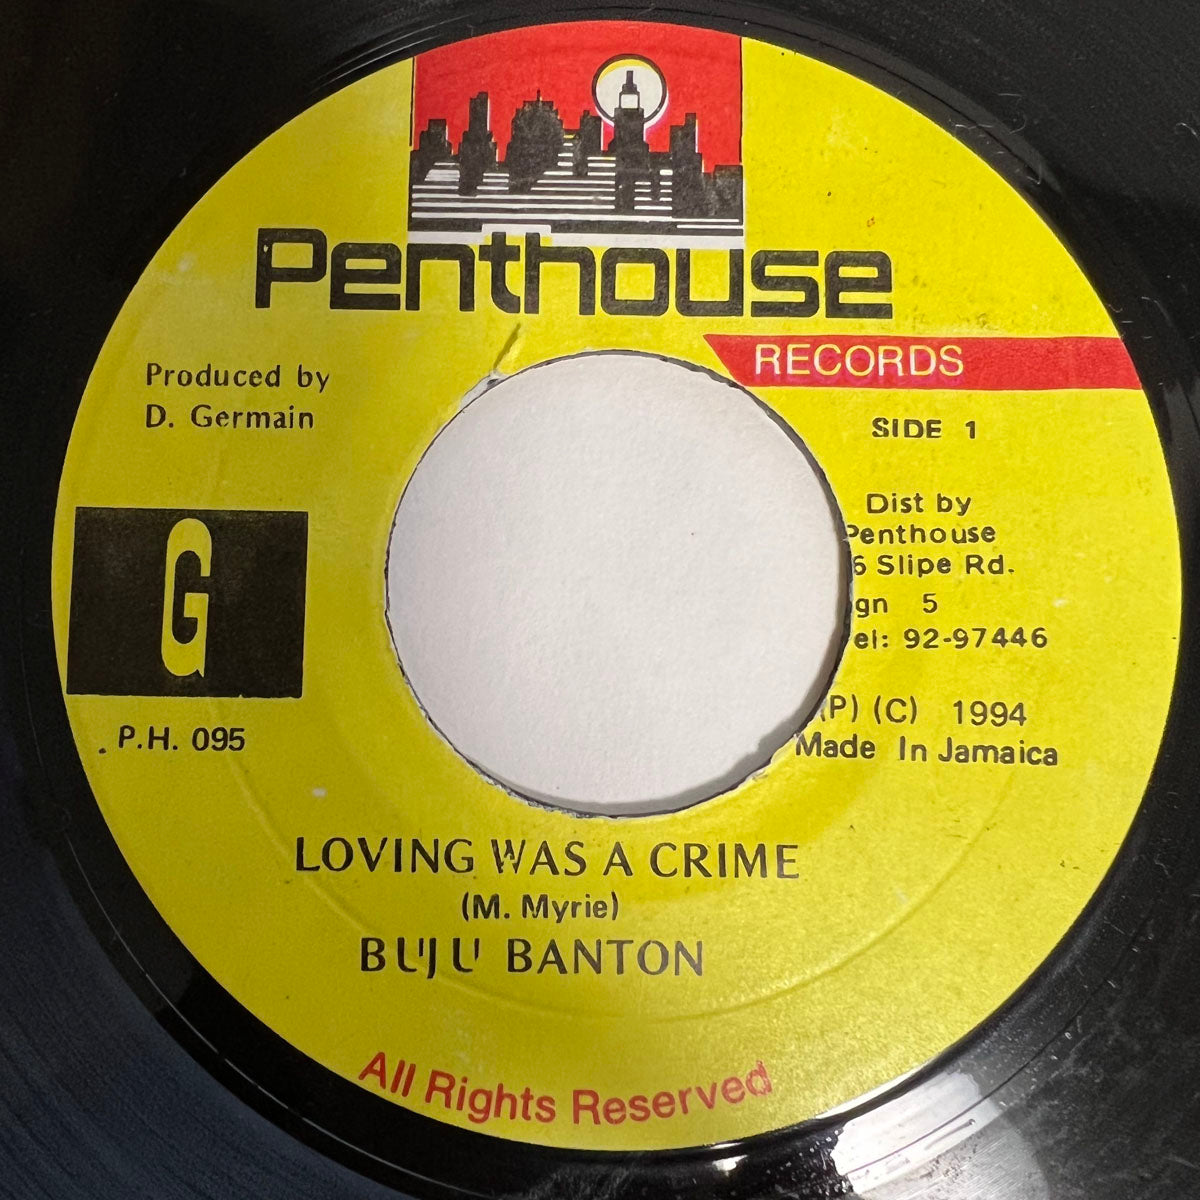 Penthouse
RECORDS
Produced by
D. Germain
SIDE 1
Dist by
Penthouse
6 Slipe Rd.
gn 5
el: 92-97446
G
P.H. 095
(P) (C) 1994
Made In Jamaica
LOVING WAS A CRIME
(M. Myrie)
BUJU BANTON
All Rights Reserved